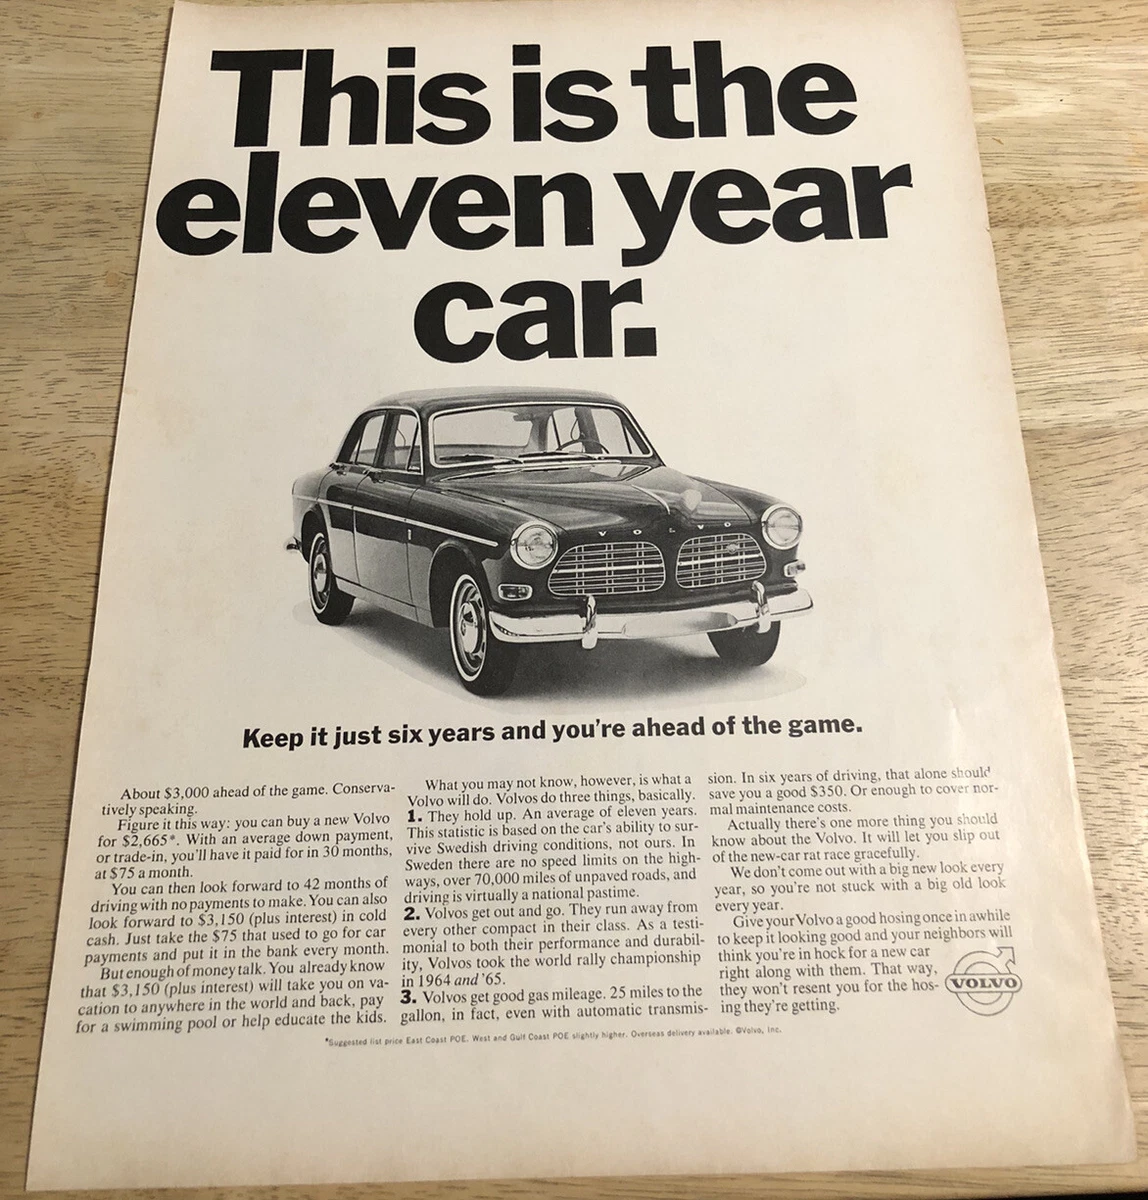 This is the
eleven year
car.
VOLVO
Keep it just six years and you're ahead of the game.
About $3,000 ahead of the game. Conserva-
tively speaking.
Figure it this way: you can buy a new Volvo
for $2,665*. With an average down payment,
or trade-in, you'll have it paid for in 30 months,
at $75 a month.
You can then look forward to 42 months of
driving with no payments to make. You can also
look forward to $3,150 (plus interest) in cold
cash. Just take the $75 that used to go for car
payments and put it in the bank every month.
But enough of money talk. You already know
that $3,150 (plus interest) will take you on va-
cation to anywhere in the world and back, pay
for a swimming pool or help educate the kids.
What you may not know, however, is what a
Volvo will do. Volvos do three things, basically.
1. They hold up. An average of eleven years.
This statistic is based on the car's ability to sur-
vive Swedish driving conditions, not ours. In
Sweden there are no speed limits on the high-
ways, over 70,000 miles of unpaved roads, and
driving is virtually a national pastime.
2. Volvos get out and go. They run away from
every other compact in their class. As a testi-
monial to both their performance and durabil-
ity, Volvos took the world rally championship
in 1964 and '65.
3. Volvos get good gas mileage. 25 miles to the
gallon, in fact, even with automatic transmis-
sion. In six years of driving, that alone should
save you a good $350. Or enough to cover nor-
mal maintenance costs.
Actually there's one more thing you should
know about the Volvo. It will let you slip out
of the new-car rat race gracefully.
We don't come out with a big new look every
year, so you're not stuck with a big old look
every year.
Give your Volvo a good hosing once in awhile
to keep it looking good and your neighbors will
think you're in hock for a new car
right along with them. That way,
they won't resent you for the hos-
ing they're getting.
VOLVO
*Suggested list price East Coast POE. West and Gulf Coast POE slightly higher. Overseas delivery available. ©Volvo, Inc.